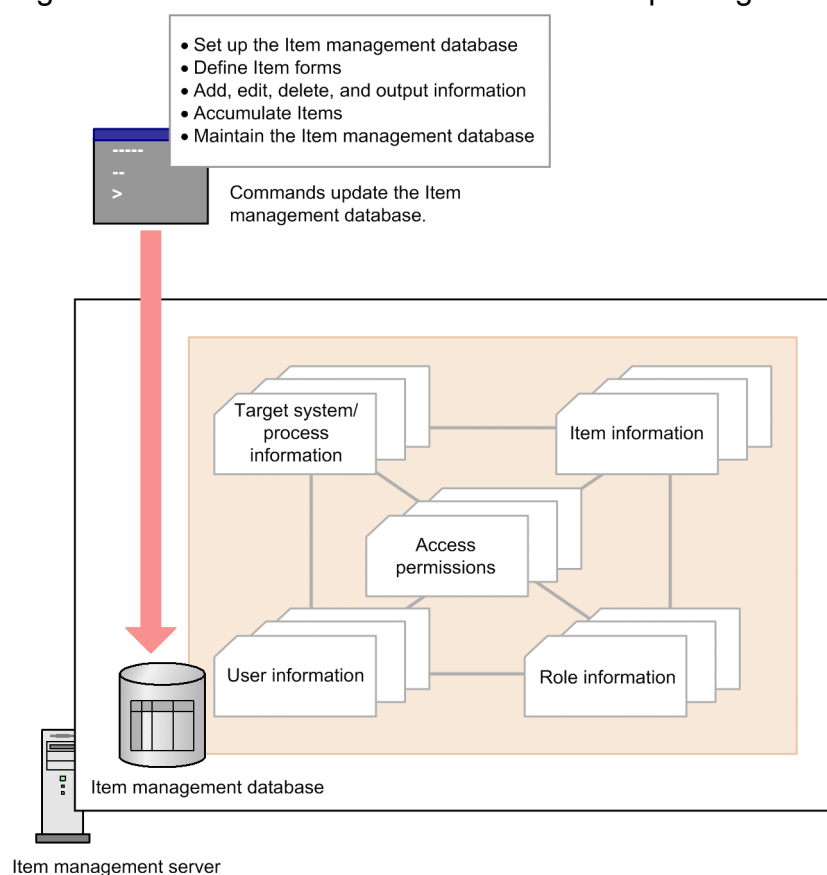 • Set up the Item management database
• Define Item forms
• Add, edit, delete, and output information
• Accumulate Items
• Maintain the Item management database
-----
--
>
Commands update the Item
management database.
Target system/
process
information
Item information
Access
permissions
User information
Role information
Item management database
Item management server